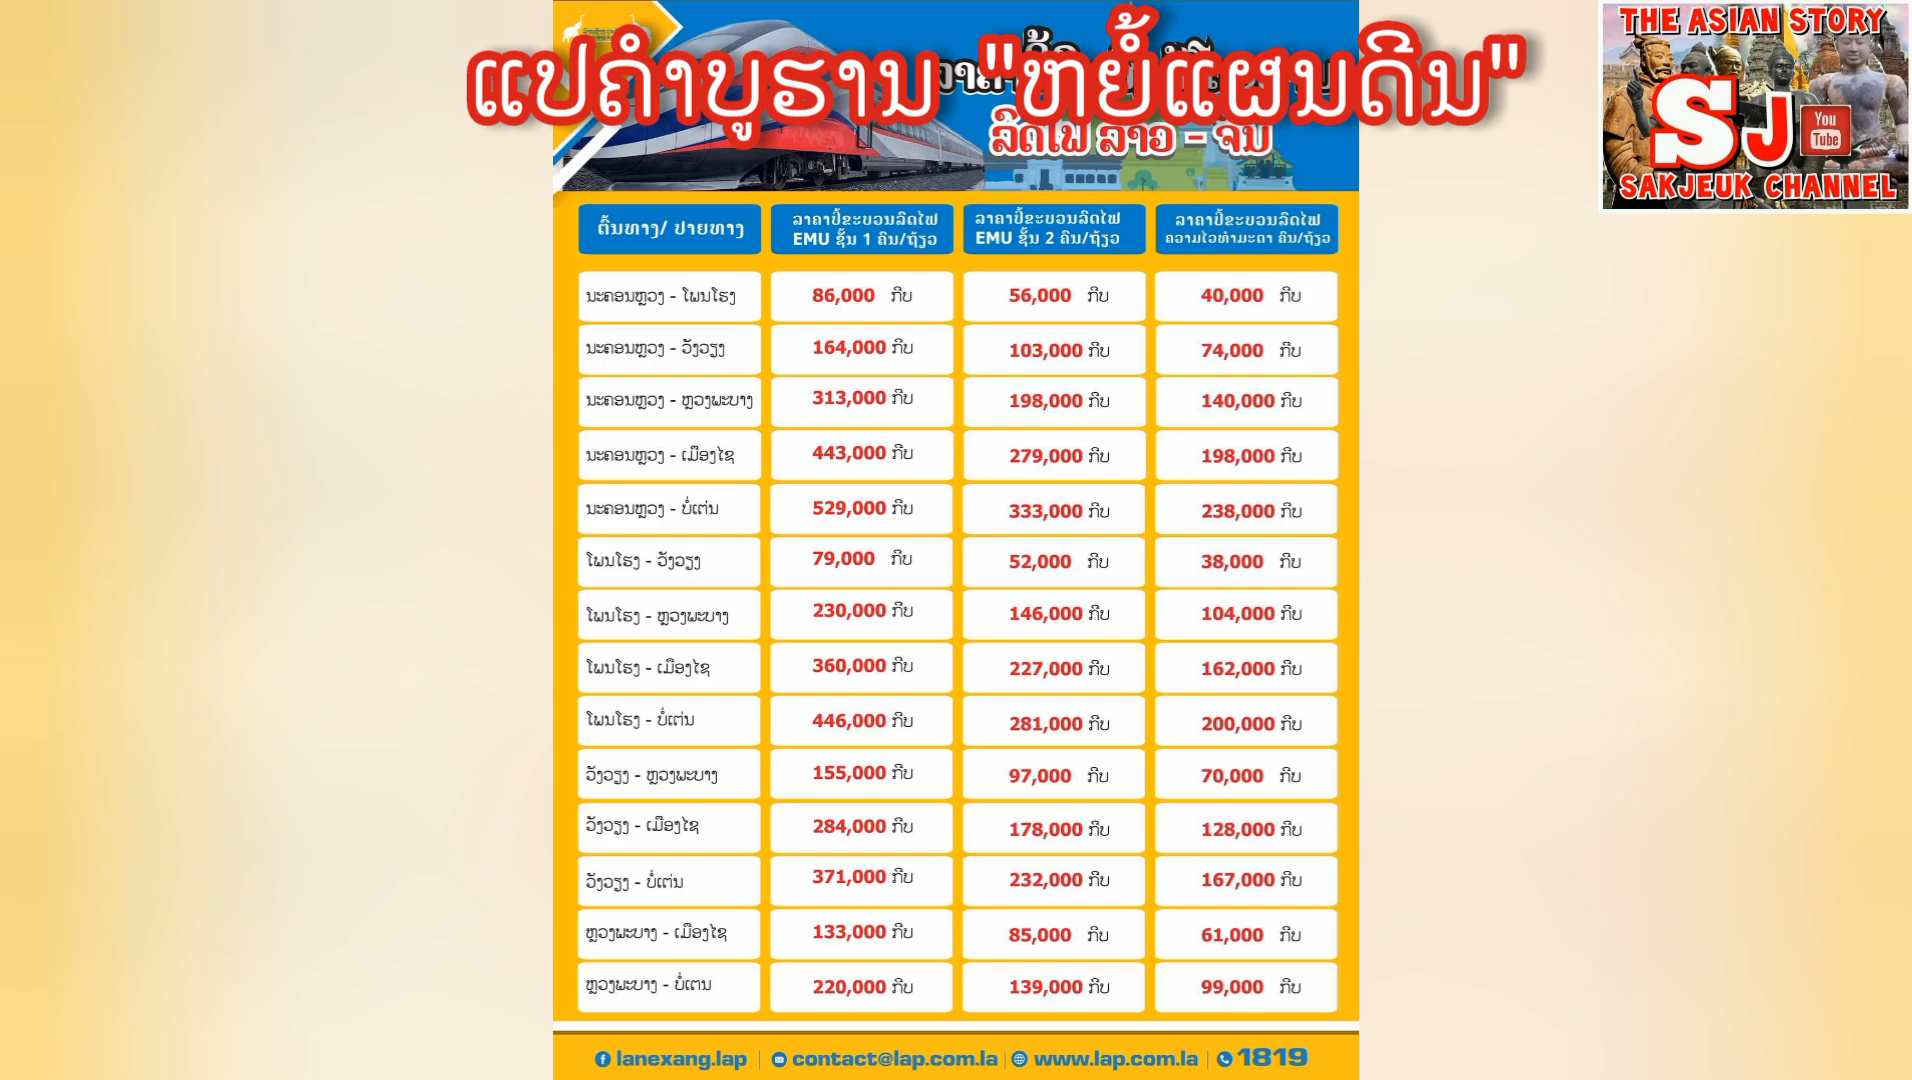 ແປຄຳບູຮານ "ຫຍໍ້ແຜນດີນ"
ລົດໄຟ ລາວ - ຈີນ
THE ASIAN STORY
SJ
You
Tube
SAKJEUK CHANNEL
ຕົ້ນທາງ/ ປາຍທາງ
ລາຄາປີ້ຂະບວນລົດໄຟ
EMU ຊັ້ນ 1 ຄົນ/ຖ້ຽວ
ລາຄາປີ້ຂະບວນລົດໄຟ
EMU ຊັ້ນ 2 ຄົນ/ຖ້ຽວ
ລາຄາປີ້ຂະບວນລົດໄຟ
ຄວາມໄວທຳມະດາ ຄົນ/ຖ້ຽວ
ນະຄອນຫຼວງ - ໂພນໂຮງ 86,000 ກີບ 56,000 ກີບ 40,000 ກີບ
ນະຄອນຫຼວງ - ວັງວຽງ 164,000 ກີບ 103,000 ກີບ 74,000 ກີບ
ນະຄອນຫຼວງ - ຫຼວງພະບາງ 313,000 ກີບ 198,000 ກີບ 140,000 ກີບ
ນະຄອນຫຼວງ - ເມືອງໄຊ 443,000 ກີບ 279,000 ກີບ 198,000 ກີບ
ນະຄອນຫຼວງ - ບໍ່ເຕ່ນ 529,000 ກີບ 333,000 ກີບ 238,000 ກີບ
ໂພນໂຮງ - ວັງວຽງ 79,000 ກີບ 52,000 ກີບ 38,000 ກີບ
ໂພນໂຮງ - ຫຼວງພະບາງ 230,000 ກີບ 146,000 ກີບ 104,000 ກີບ
ໂພນໂຮງ - ເມືອງໄຊ 360,000 ກີບ 227,000 ກີບ 162,000 ກີບ
ໂພນໂຮງ - ບໍ່ເຕ່ນ 446,000 ກີບ 281,000 ກີບ 200,000 ກີບ
ວັງວຽງ - ຫຼວງພະບາງ 155,000 ກີບ 97,000 ກີບ 70,000 ກີບ
ວັງວຽງ - ເມືອງໄຊ 284,000 ກີບ 178,000 ກີບ 128,000 ກີບ
ວັງວຽງ - ບໍ່ເຕ່ນ 371,000 ກີບ 232,000 ກີບ 167,000 ກີບ
ຫຼວງພະບາງ - ເມືອງໄຊ 133,000 ກີບ 85,000 ກີບ 61,000 ກີບ
ຫຼວງພະບາງ - ບໍ່ເຕນ 220,000 ກີບ 139,000 ກີບ 99,000 ກີບ
lanexang.lap | contact@lap.com.la | www.lap.com.la | 1819